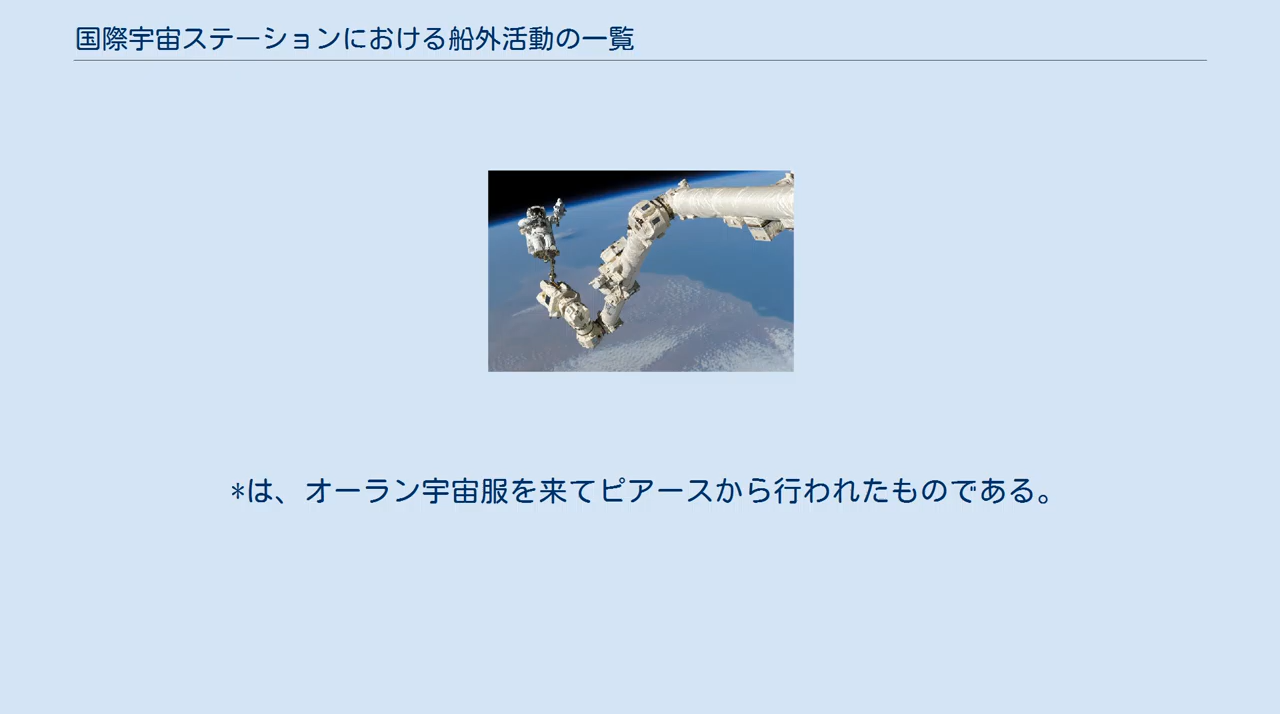 国際宇宙ステーションにおける船外活動の一覧
*は、オーラン宇宙服を来てピアースから行われたものである。